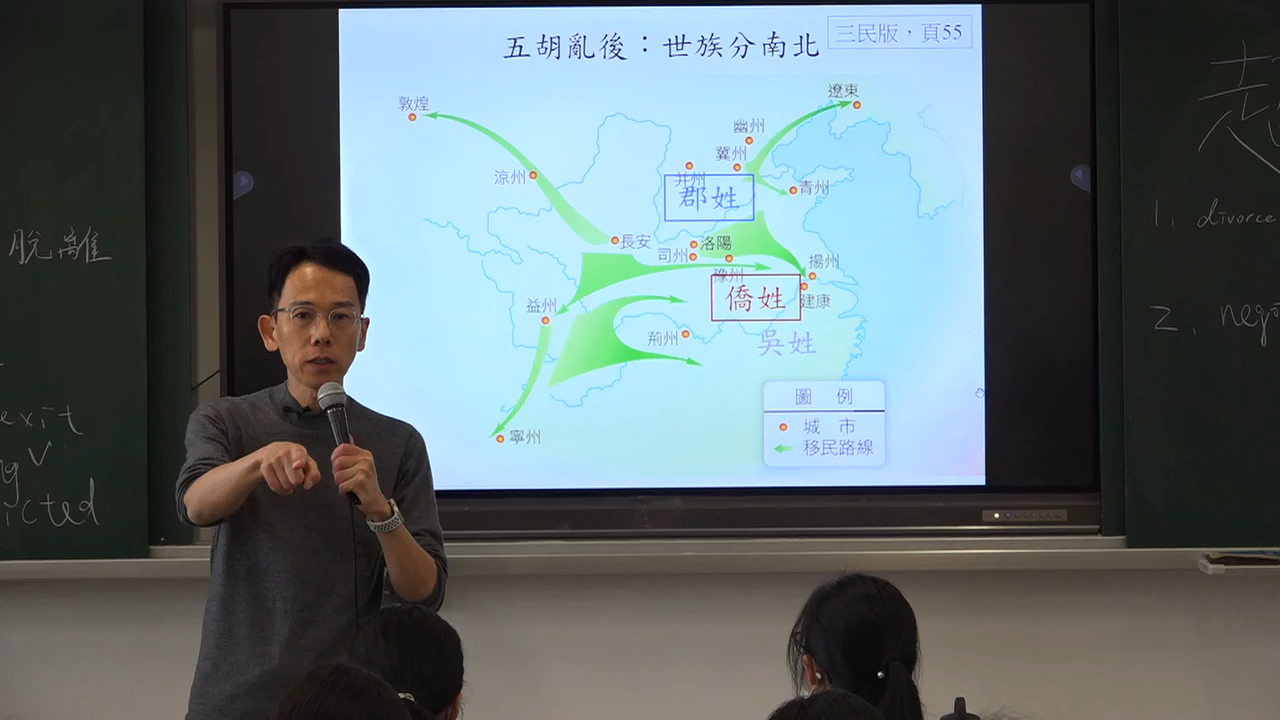 五胡亂後：世族分南北
三民版，頁55
敦煌
遼東
幽州
冀州
并州
涼州
青州
郡姓
長安
洛陽
司州
豫州
揚州
建康
僑姓
益州
荊州
吳姓
寧州
圖 例
城 市
移民路線
脫離
exit
v
icted
1. divorce
2. neg